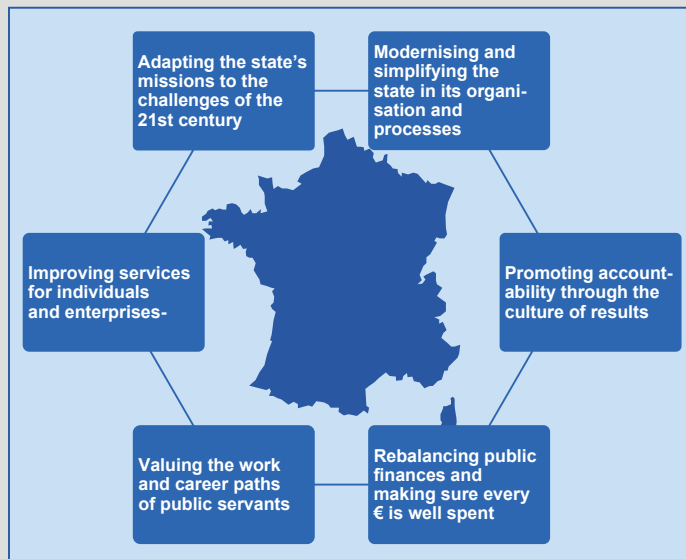 Adapting the state's
missions to the
challenges of the
21st century
Modernising and
simplifying the
state in its organi-
sation and
processes
Improving services
for individuals
and enterprises-
Promoting account-
ability through the
culture of results
Valuing the work
and career paths
of public servants
Rebalancing public
finances and
making sure every
€ is well spent